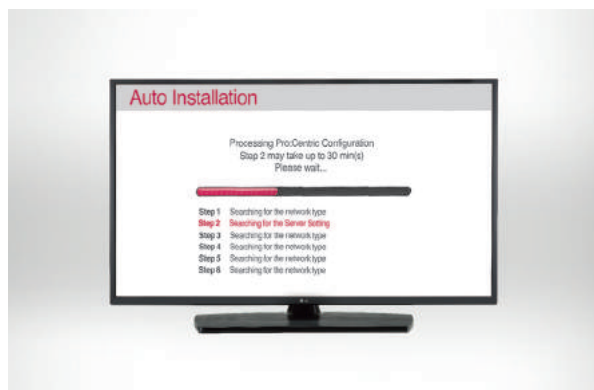 Auto Installation
Processing Pro:Centric Configuration
Step 2 may take up to 30 min(s)
Please wait...
Step 1 Searching for the network type
Step 2 Searching for the Server Setting
Step 3 Searching for the network type
Step 4 Searching for the network type
Step 5 Searching for the network type
Step 6 Searching for the network type